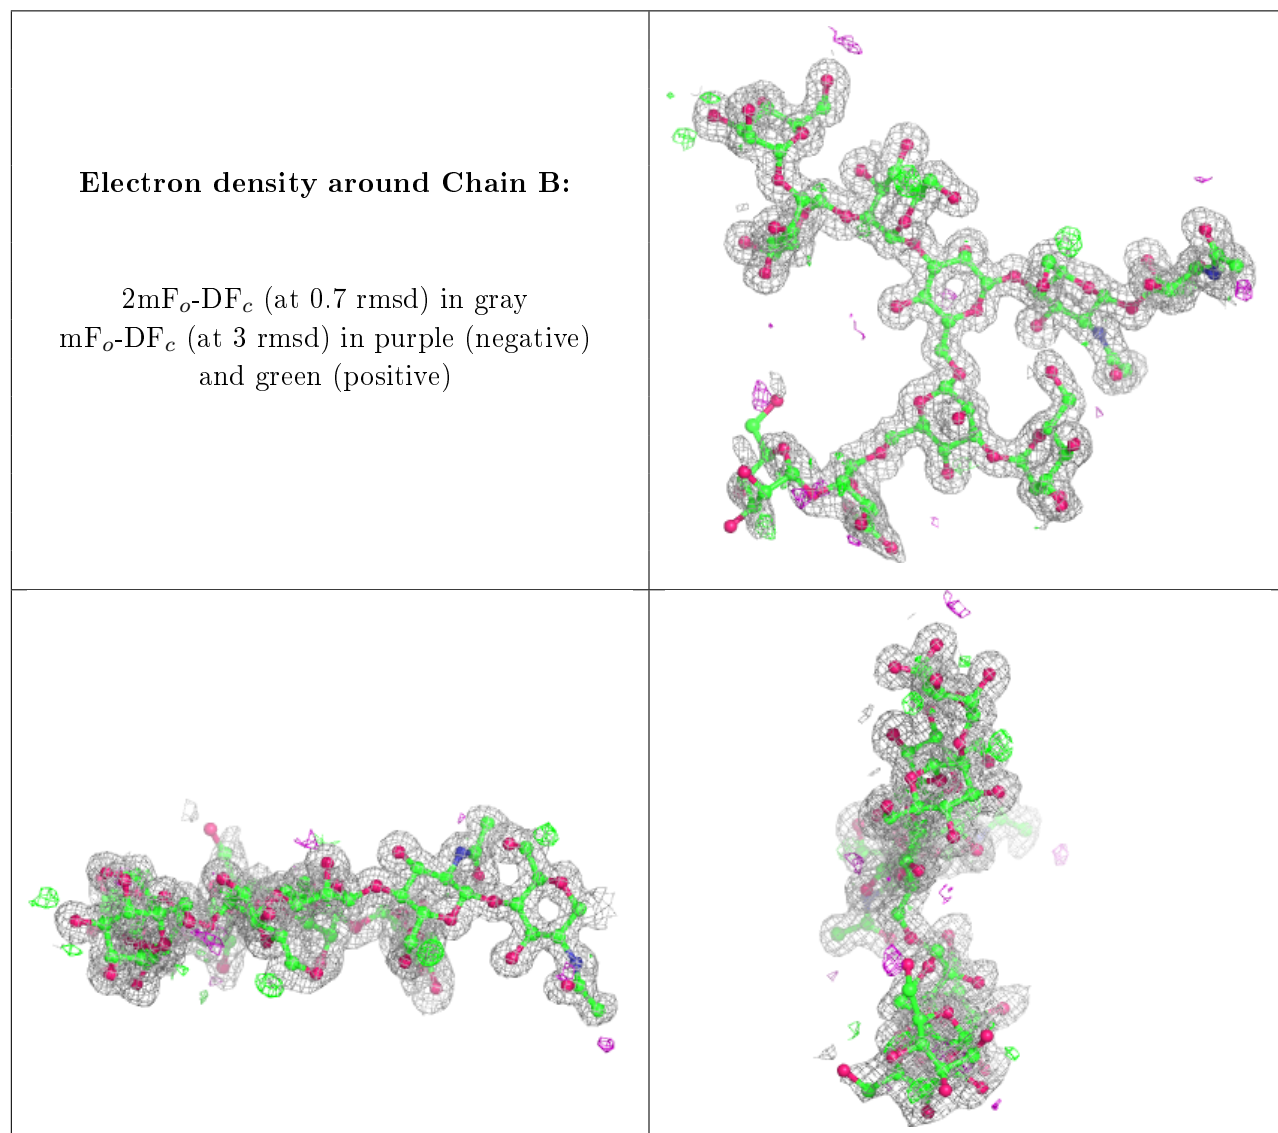 Electron density around Chain B:
2mFo-DFc (at 0.7 rmsd) in gray
mFo-DFc (at 3 rmsd) in purple (negative)
and green (positive)